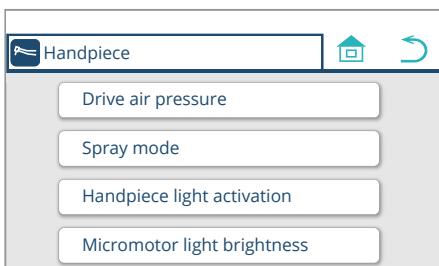 Handpiece
Drive air pressure
Spray mode
Handpiece light activation
Micromotor light brightness